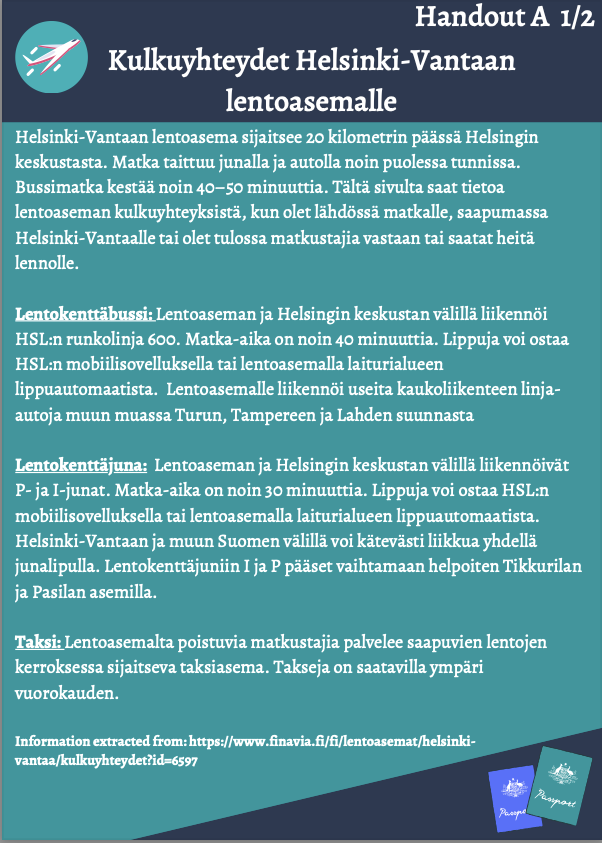 Handout A 1/2
Kulkuyhteydet Helsinki-Vantaan
lentoasemalle
Helsinki-Vantaan lentoasema sijaitsee 20 kilometrin päässä Helsingin
keskustasta. Matka taittuu junalla ja autolla noin puolessa tunnissa.
Bussimatka kestää noin 40–50 minuuttia. Tältä sivulta saat tietoa
lentoaseman kulkuyhteyksistä, kun olet lähdössä matkalle, saapumassa
Helsinki-Vantaalle tai olet tulossa matkustajia vastaan tai saatat heitä
lennolle.
Lentokenttäbussi: Lentoaseman ja Helsingin keskustan välillä liikennöi
HSL:n runkolinja 600. Matka-aika on noin 40 minuuttia. Lippuja voi ostaa
HSL:n mobiilisovelluksella tai lentoasemalla laiturialueen
lippuautomaatista. Lentoasemalle liikennöi useita kaukoliikenteen linja-
autoja muun muassa Turun, Tampereen ja Lahden suunnasta
Lentokenttäjuna: Lentoaseman ja Helsingin keskustan välillä liikennöivät
P- ja I-junat. Matka-aika on noin 30 minuuttia. Lippuja voi ostaa HSL:n
mobiilisovelluksella tai lentoasemalla laiturialueen lippuautomaatista.
Helsinki-Vantaan ja muun Suomen välillä voi kätevästi liikkua yhdellä
junalipulla. Lentokenttäjuniin I ja P pääset vaihtamaan helpoiten Tikkurilan
ja Pasilan asemilla.
Taksi: Lentoasemalta poistuvia matkustajia palvelee saapuvien lentojen
kerroksessa sijaitseva taksiasema. Takseja on saatavilla ympäri
vuorokauden.
Information extracted from: https://www.finavia.fi/fi/lentoasemat/helsinki-
vantaa/kulkuyhteydet?id=6597
Passport